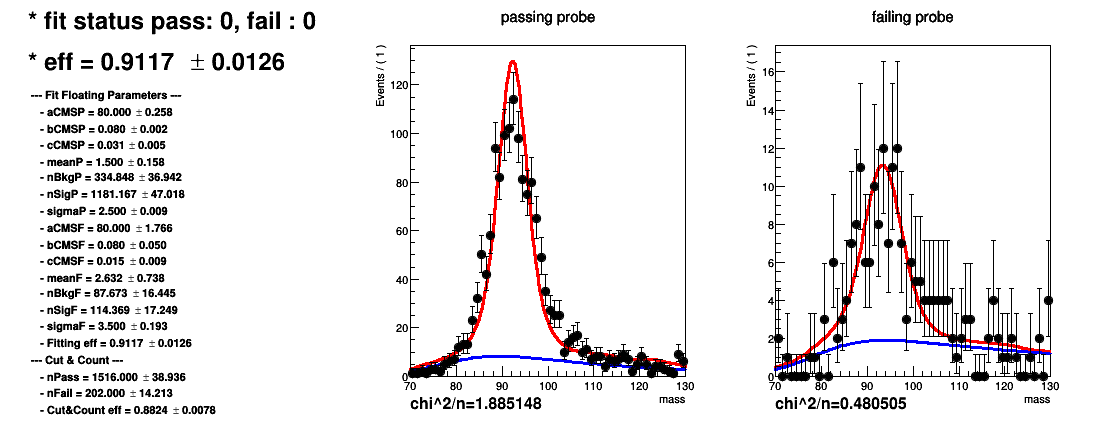 * fit status pass: 0, fail : 0
* eff = 0.9117 ± 0.0126
--- Fit Floating Parameters ---
- aCMSP = 80.000 ± 0.258
- bCMSP = 0.080 ± 0.002
- cCMSP = 0.031 ± 0.005
- meanP = 1.500 ± 0.158
- nBkgP = 334.848 ± 36.942
- nSigP = 1181.167 ± 47.018
- sigmaP = 2.500 ± 0.009
- aCMSF = 80.000 ± 1.766
- bCMSF = 0.080 ± 0.050
- cCMSF = 0.015 ± 0.009
- meanF = 2.632 ± 0.738
- nBkgF = 87.673 ± 16.445
- nSigF = 114.369 ± 17.249
- sigmaF = 3.500 ± 0.193
- Fitting eff = 0.9117 ± 0.0126
--- Cut & Count ---
- nPass = 1516.000 ± 38.936
- nFail = 202.000 ± 14.213
- Cut&Count eff = 0.8824 ± 0.0078
passing probe
Events / ( 1 )
120
100
80
60
40
20
0
70 80 90 100 110 120 130
mass
chi^2/n=1.885148
failing probe
Events / ( 1 )
16
14
12
10
8
6
4
2
0
70 80 90 100 110 120 130
mass
chi^2/n=0.480505